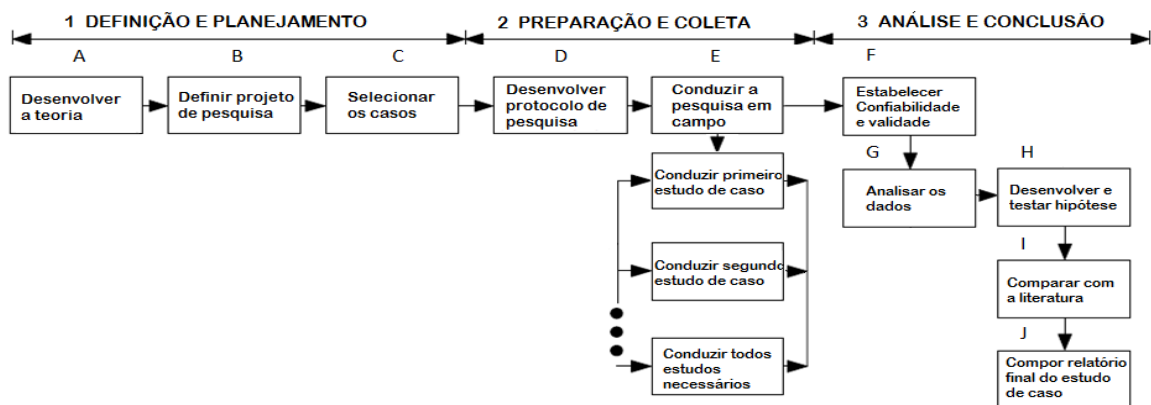 1 DEFINIÇÃO E PLANEJAMENTO
2 PREPARAÇÃO E COLETA
3 ANÁLISE E CONCLUSÃO
A
B
C
D
E
F
Desenvolver
a teoria
Definir projeto
de pesquisa
Selecionar
os casos
Desenvolver
protocolo de
pesquisa
Conduzir a
pesquisa em
campo
Estabelecer
Confiabilidade
e validade
G
H
Conduzir primeiro
estudo de caso
Analisar os
dados
Desenvolver e
testar hipótese
I
Conduzir segundo
estudo de caso
Comparar com
a literatura
J
Conduzir todos
estudos
necessários
Compor relatório
final do estudo
de caso